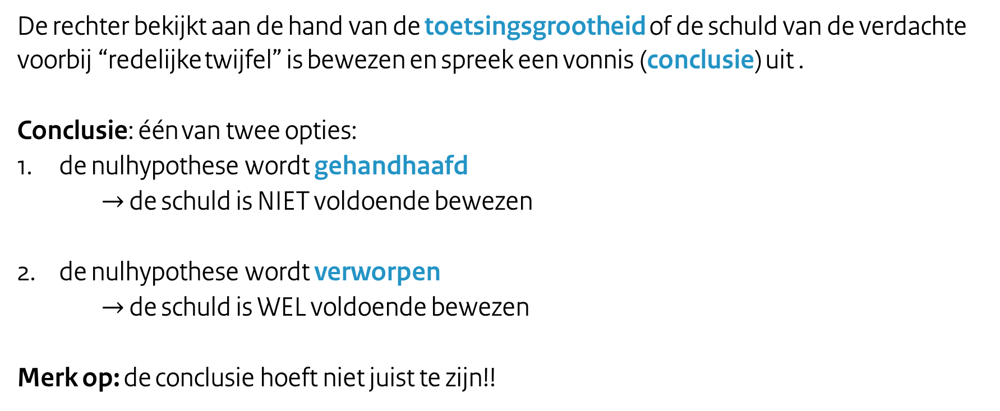 De rechter bekijkt aan de hand van de toetsingsgrootheid of de schuld van de verdachte
voorbij “redelijke twijfel” is bewezen en spreek een vonnis (conclusie) uit .
Conclusie: één van twee opties:
1. de nulhypothese wordt gehandhaafd
→ de schuld is NIET voldoende bewezen
2. de nulhypothese wordt verworpen
→ de schuld is WEL voldoende bewezen
Merk op: de conclusie hoeft niet juist te zijn!!